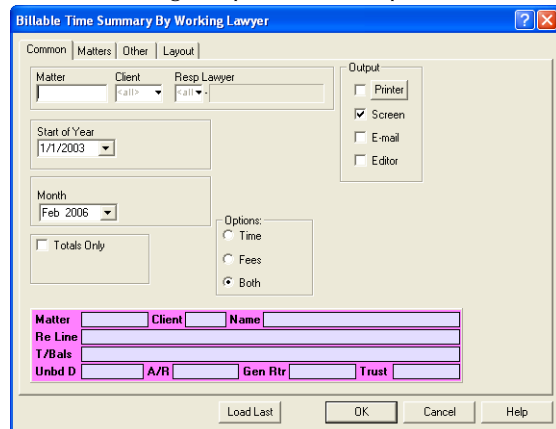 Billable Time Summary By Working Lawyer
Common Matters Other Layout
Matter Client Resp Lawyer
<all> <all
Output
Printer
Screen
E-mail
Editor
Start of Year
1/1/2003
Month
Feb 2006
Totals Only
Options:
Time
Fees
Both
Matter Client Name
Re Line
T/Bals
Unbd D A/R Gen Rtr Trust
Load Last OK Cancel Help